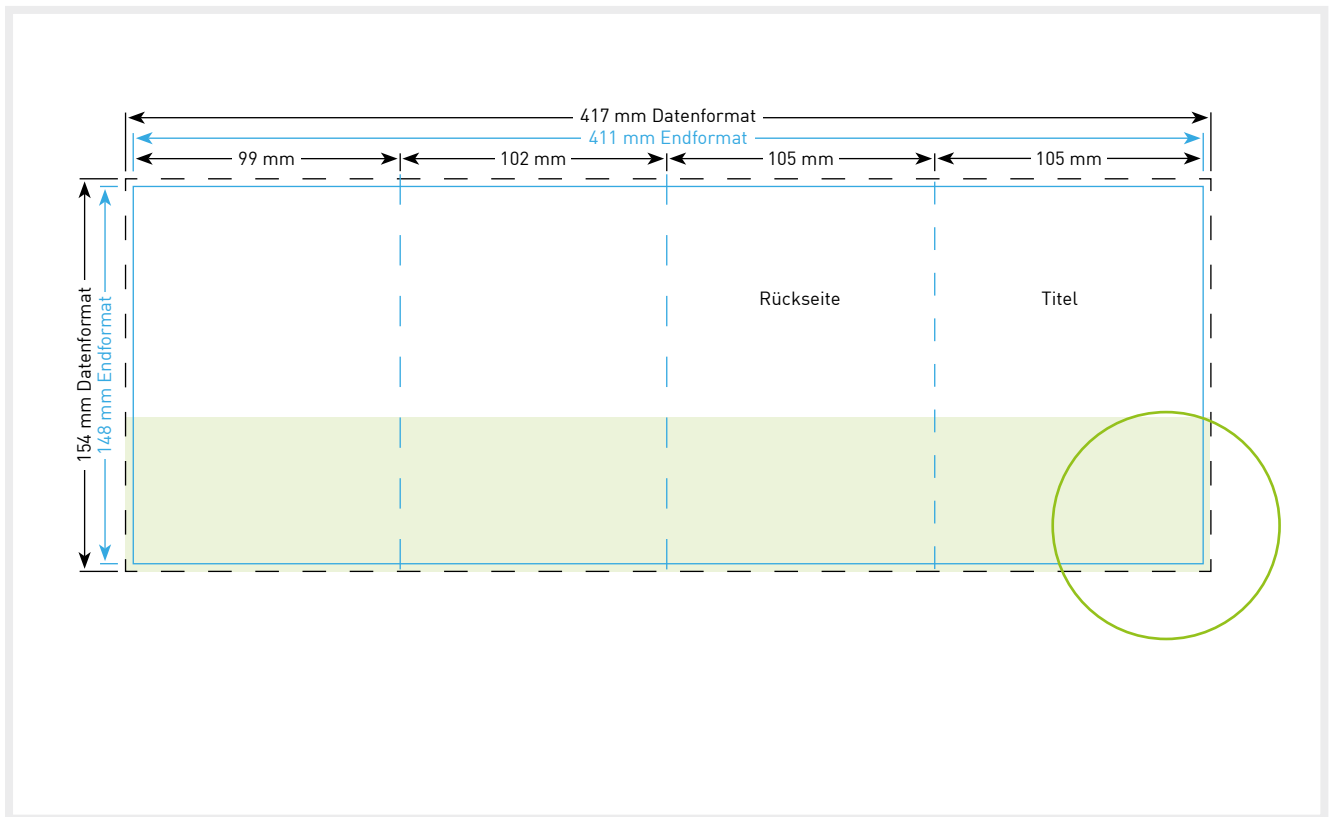 417 mm Datenformat
411 mm Endformat
99 mm
102 mm
105 mm
105 mm
154 mm Datenformat
148 mm Endformat
Rückseite
Titel